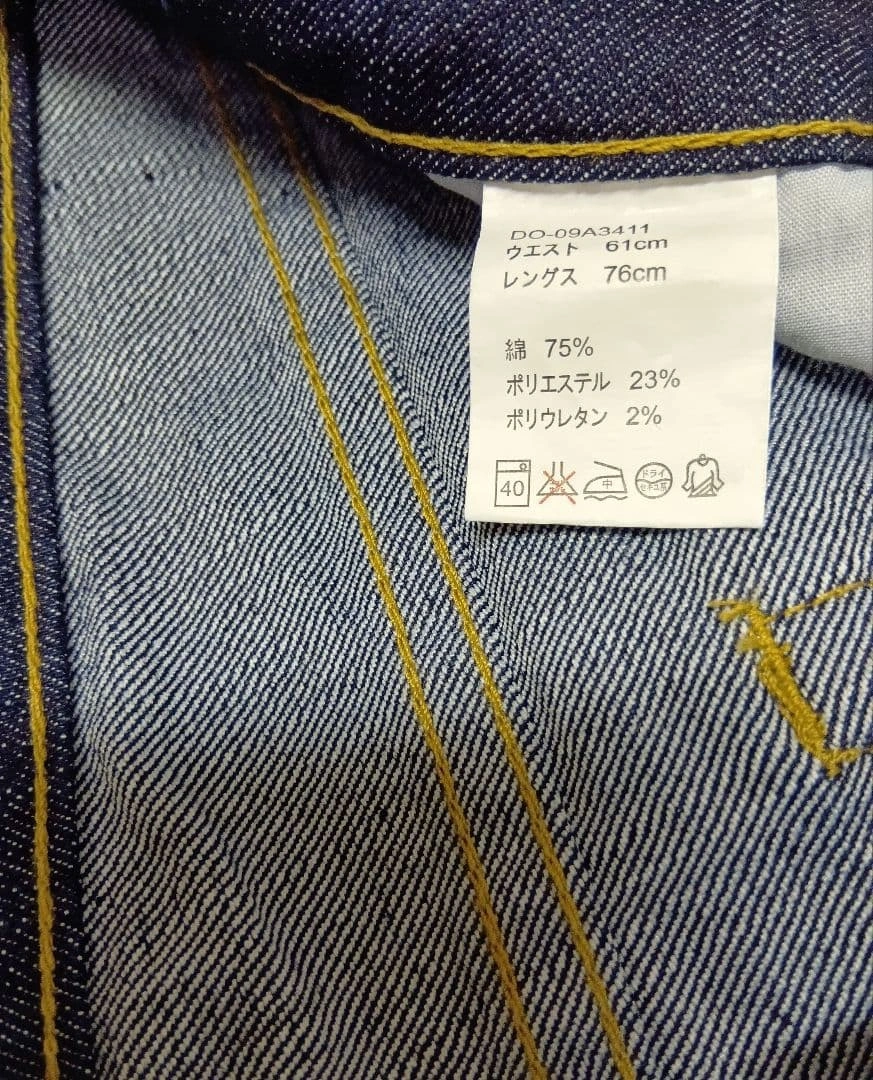 DO-09A3411
ウエスト 61cm
レングス 76cm
綿 75%
ポリエステル 23%
ポリウレタン 2%
40 中 ドライ